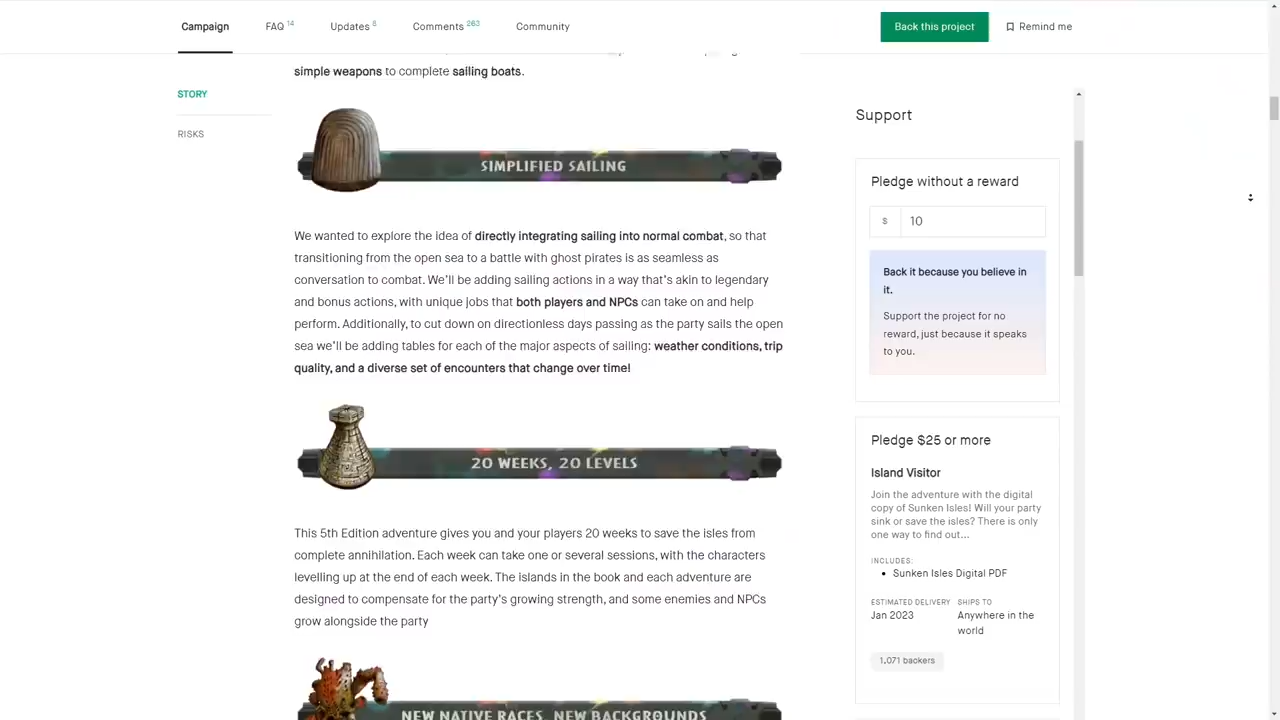 Campaign
FAQ 14
Updates 8
Comments 263
Community
Back this project
Remind me
STORY
RISKS
simple weapons to complete sailing boats.
SIMPLIFIED SAILING
We wanted to explore the idea of directly integrating sailing into normal combat, so that
transitioning from the open sea to a battle with ghost pirates is as seamless as
conversation to combat. We'll be adding sailing actions in a way that's akin to legendary
and bonus actions, with unique jobs that both players and NPCs can take on and help
perform. Additionally, to cut down on directionless days passing as the party sails the open
sea we'll be adding tables for each of the major aspects of sailing: weather conditions, trip
quality, and a diverse set of encounters that change over time!
20 WEEKS, 20 LEVELS
This 5th Edition adventure gives you and your players 20 weeks to save the isles from
complete annihilation. Each week can take one or several sessions, with the characters
levelling up at the end of each week. The islands in the book and each adventure are
designed to compensate for the party's growing strength, and some enemies and NPCs
grow alongside the party
NEW NATIVE RACES, NEW BACKGROUNDS
Support
Pledge without a reward
$ 10
Back it because you believe in
it.
Support the project for no
reward, just because it speaks
to you.
Pledge $25 or more
Island Visitor
Join the adventure with the digital
copy of Sunken Isles! Will your party
sink or save the isles? There is only
one way to find out...
INCLUDES:
Sunken Isles Digital PDF
ESTIMATED DELIVERY
Jan 2023
SHIPS TO
Anywhere in the
world
1,071 backers